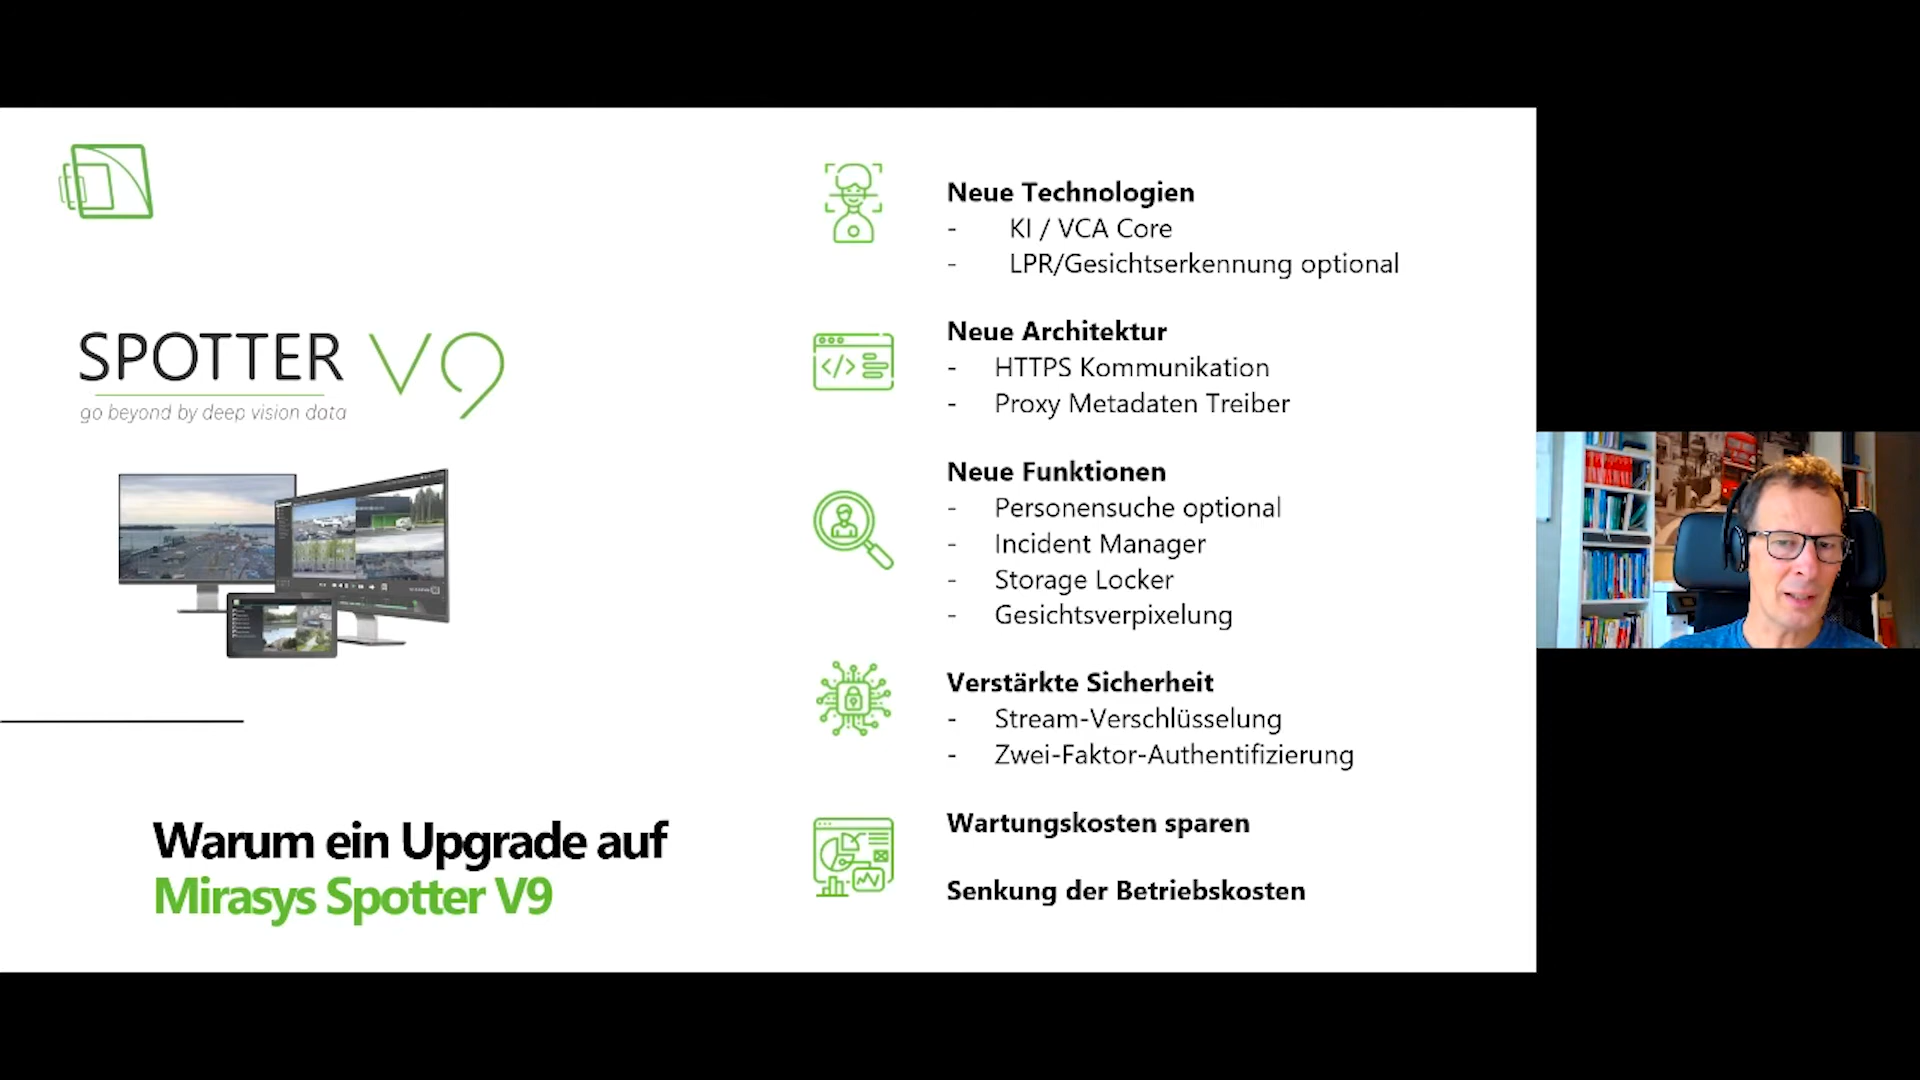 SPOTTER V9
go beyond by deep vision data
Warum ein Upgrade auf
Mirasys Spotter V9
Neue Technologien
- KI / VCA Core
- LPR/Gesichtserkennung optional
Neue Architektur
- HTTPS Kommunikation
- Proxy Metadaten Treiber
Neue Funktionen
- Personensuche optional
- Incident Manager
- Storage Locker
- Gesichtsverpixelung
Verstärkte Sicherheit
- Stream-Verschlüsselung
- Zwei-Faktor-Authentifizierung
Wartungskosten sparen
Senkung der Betriebskosten